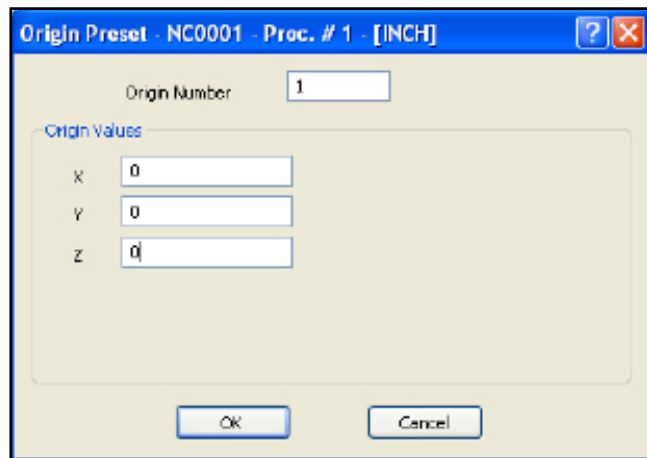 Origin Preset - NC0001 - Proc. # 1 - [INCH]
Origin Number 1
Origin Values
X 0
Y 0
Z 0
OK Cancel